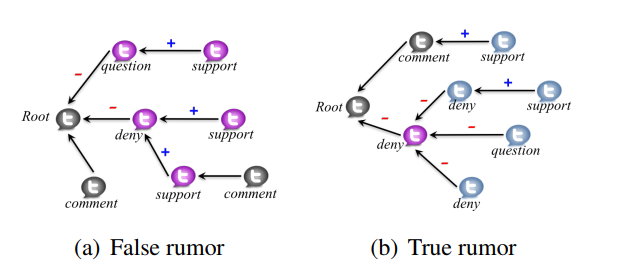 +
-
question
support
Root
-
+
deny
support
+
comment
support
comment
(a) False rumor
+
comment
support
+
-
deny
support
Root
-
-
deny
question
-
deny
(b) True rumor